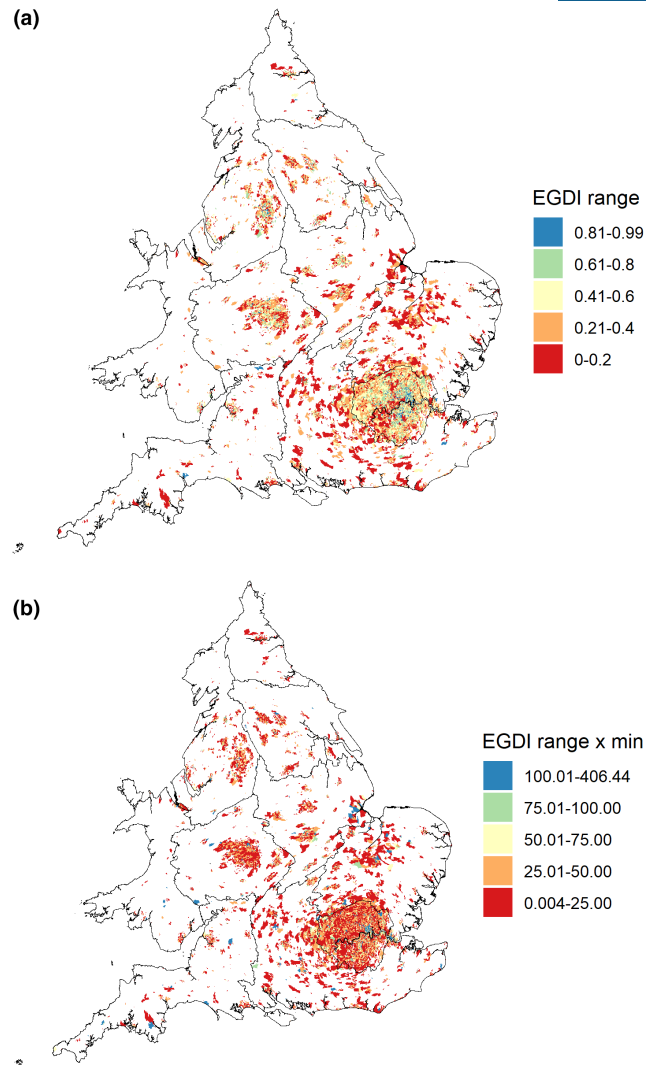 (a)
EGDI range
0.81-0.99
0.61-0.8
0.41-0.6
0.21-0.4
0-0.2
(b)
EGDI range x min
100.01-406.44
75.01-100.00
50.01-75.00
25.01-50.00
0.004-25.00